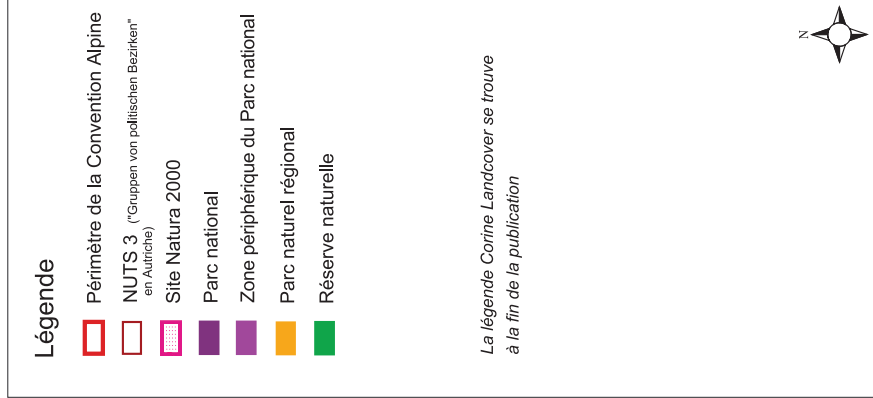 Légende
Périmètre de la Convention Alpine
NUTS 3 ("Gruppen von politischen Bezirken"
en Autriche)
Site Natura 2000
Parc national
Zone périphérique du Parc national
Parc naturel régional
Réserve naturelle
La légende Corine Landcover se trouve
à la fin de la publication
N